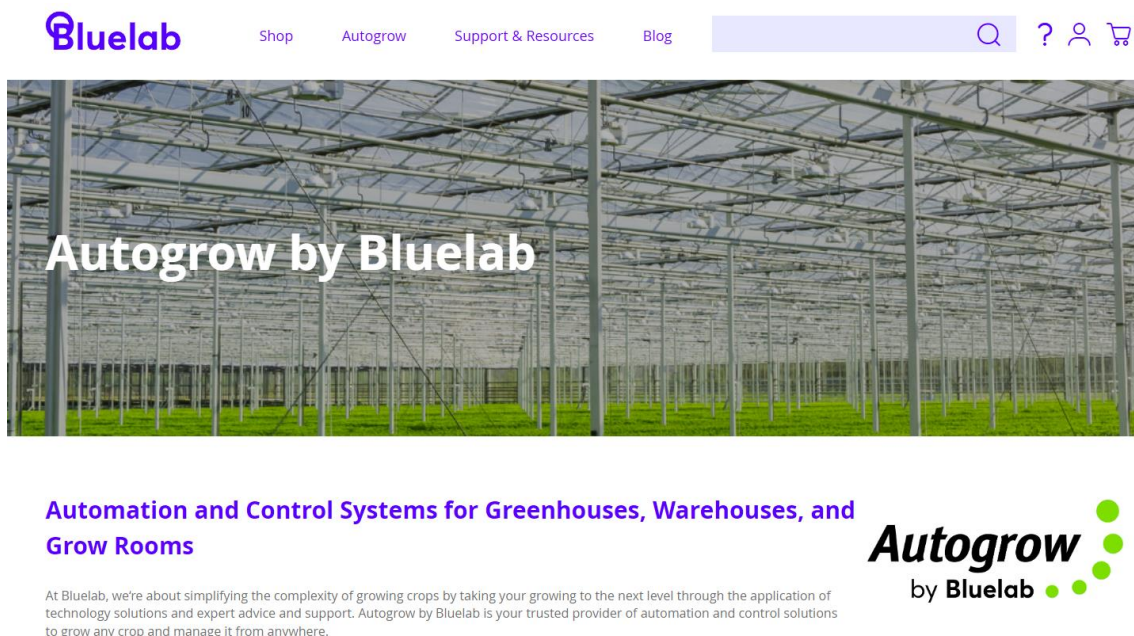 Bluelab
Shop
Autogrow
Support & Resources
Blog
Autogrow by Bluelab
Automation and Control Systems for Greenhouses, Warehouses, and
Grow Rooms
Autogrow
by Bluelab
At Bluelab, we're about simplifying the complexity of growing crops by taking your growing to the next level through the application of
technology solutions and expert advice and support. Autogrow by Bluelab is your trusted provider of automation and control solutions
to grow any crop and manage it from anywhere.